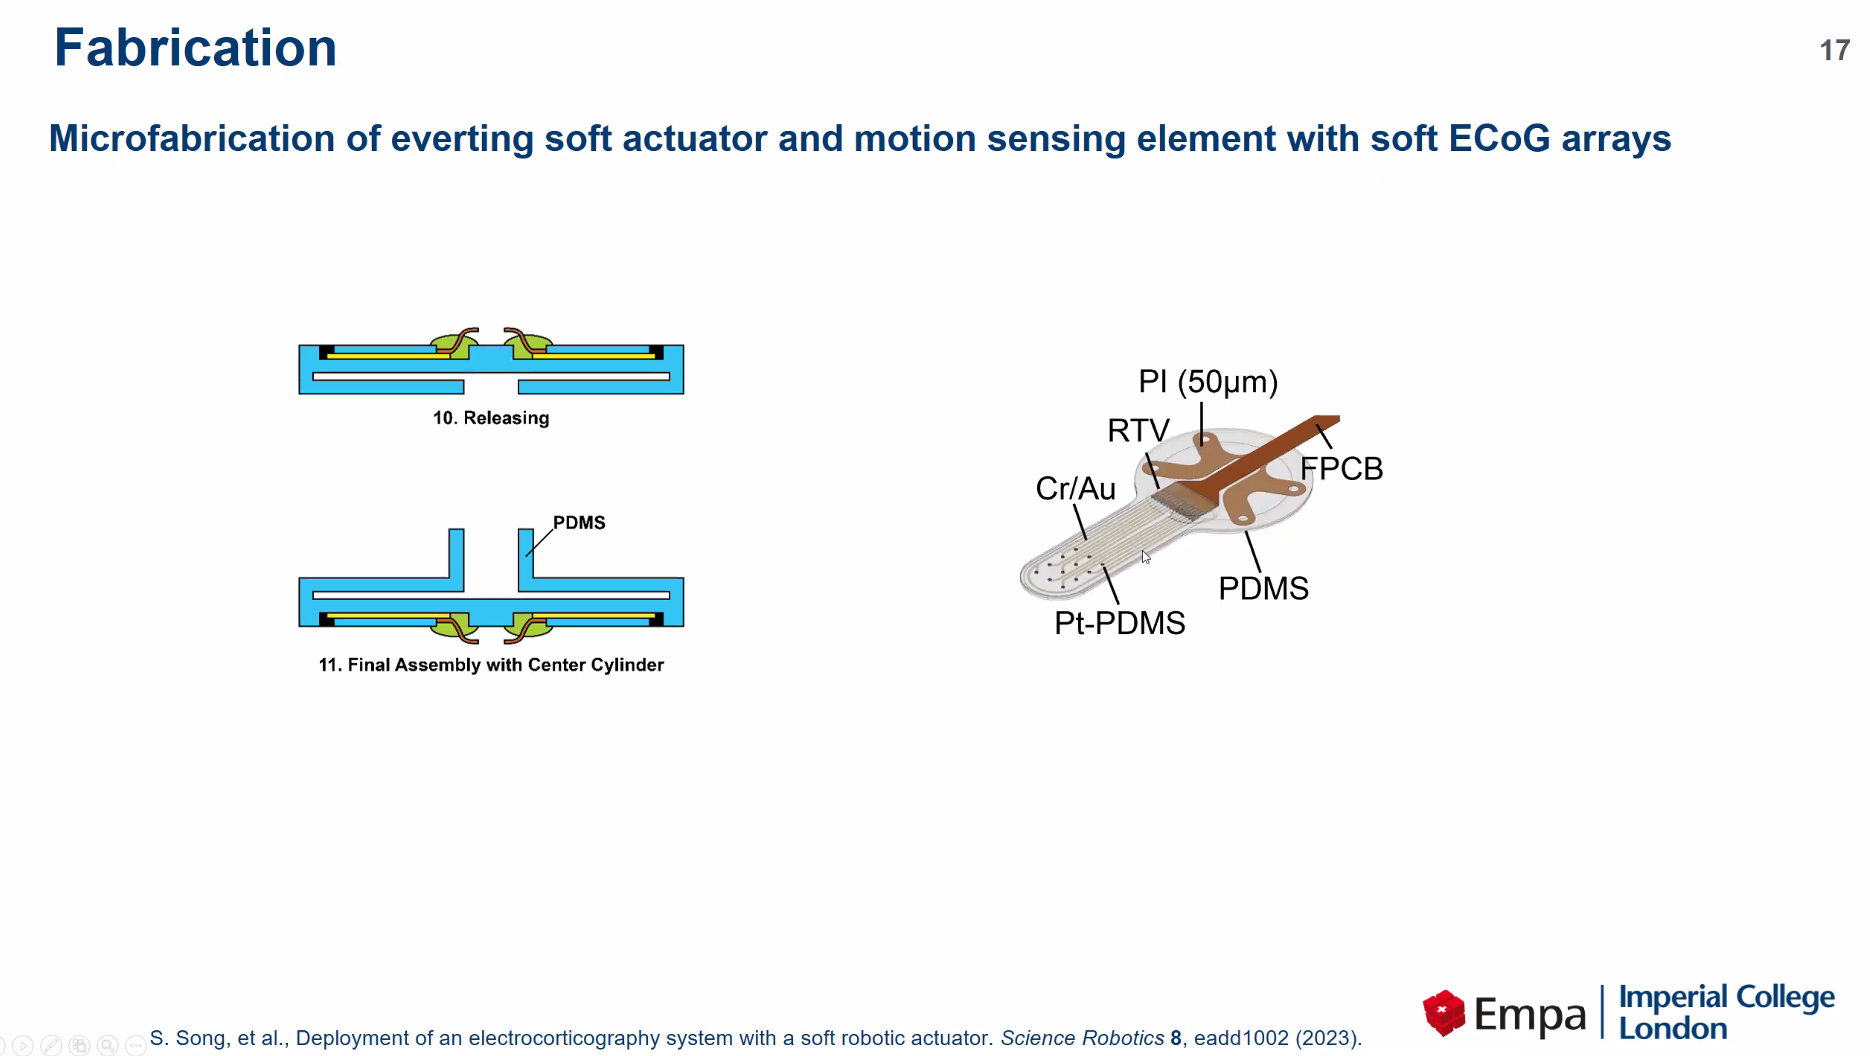 Fabrication
17
Microfabrication of everting soft actuator and motion sensing element with soft ECoG arrays
10. Releasing
PDMS
11. Final Assembly with Center Cylinder
PI (50μm)
RTV
FPCB
Cr/Au
PDMS
Pt-PDMS
Empa
Imperial College
London
S. Song, et al., Deployment of an electrocorticography system with a soft robotic actuator. Science Robotics 8, eadd1002 (2023).